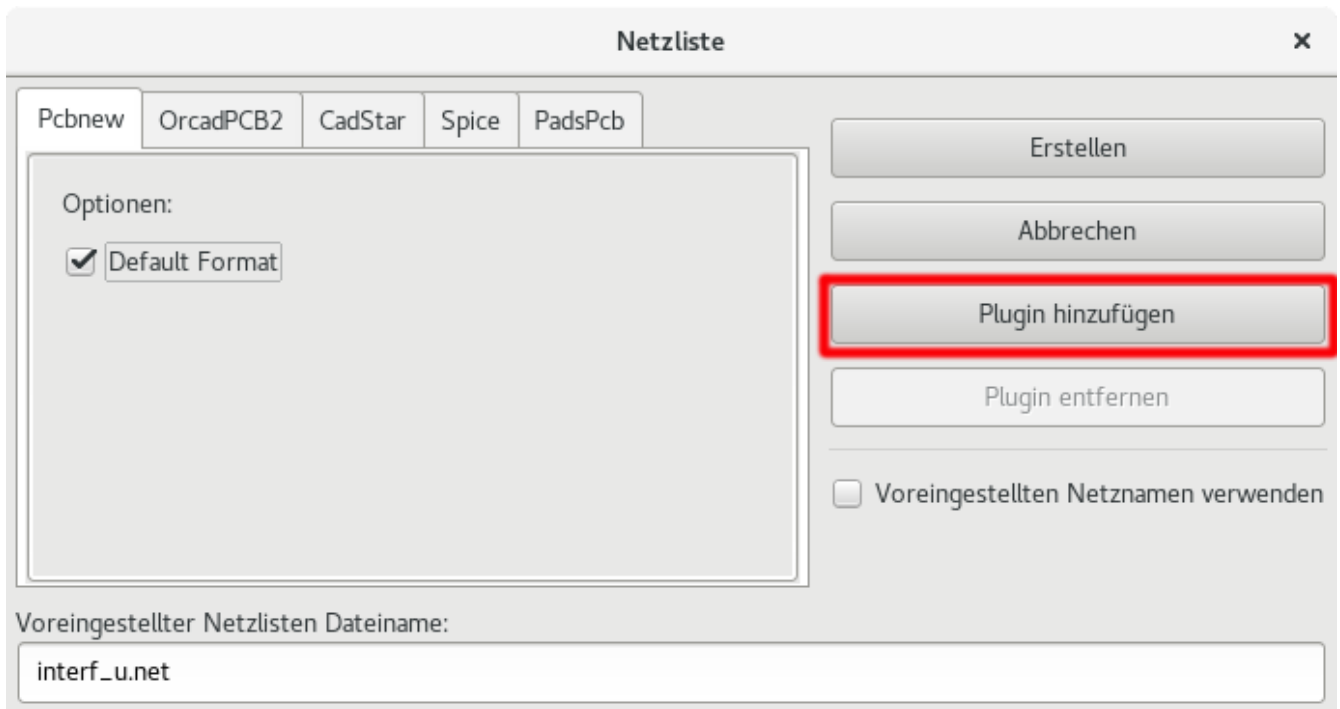 Netzliste
Pcbnew OrcadPCB2 CadStar Spice PadsPcb
Erstellen
Optionen:
Abbrechen
Default Format
Plugin hinzufügen
Plugin entfernen
Voreingestellten Netznamen verwenden
Voreingestellter Netzlisten Dateiname:
interf_u.net